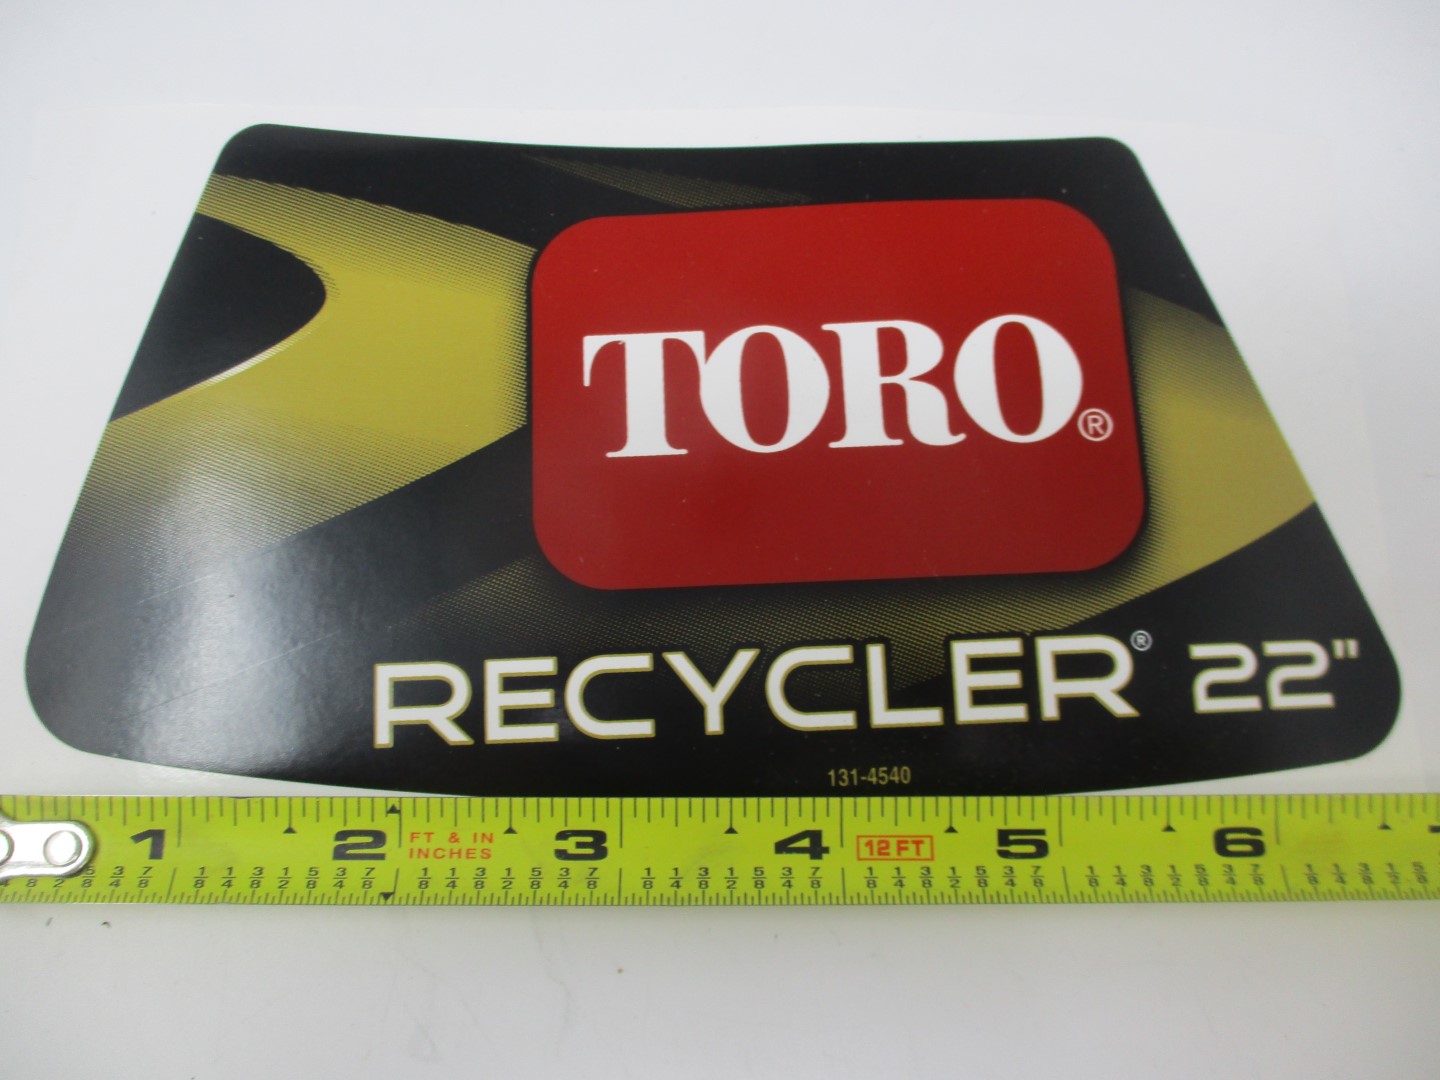 TORO®
RECYCLER® 22"
131-4540
1 2 FT & IN 3 4 12 FT 5 6
INCHES